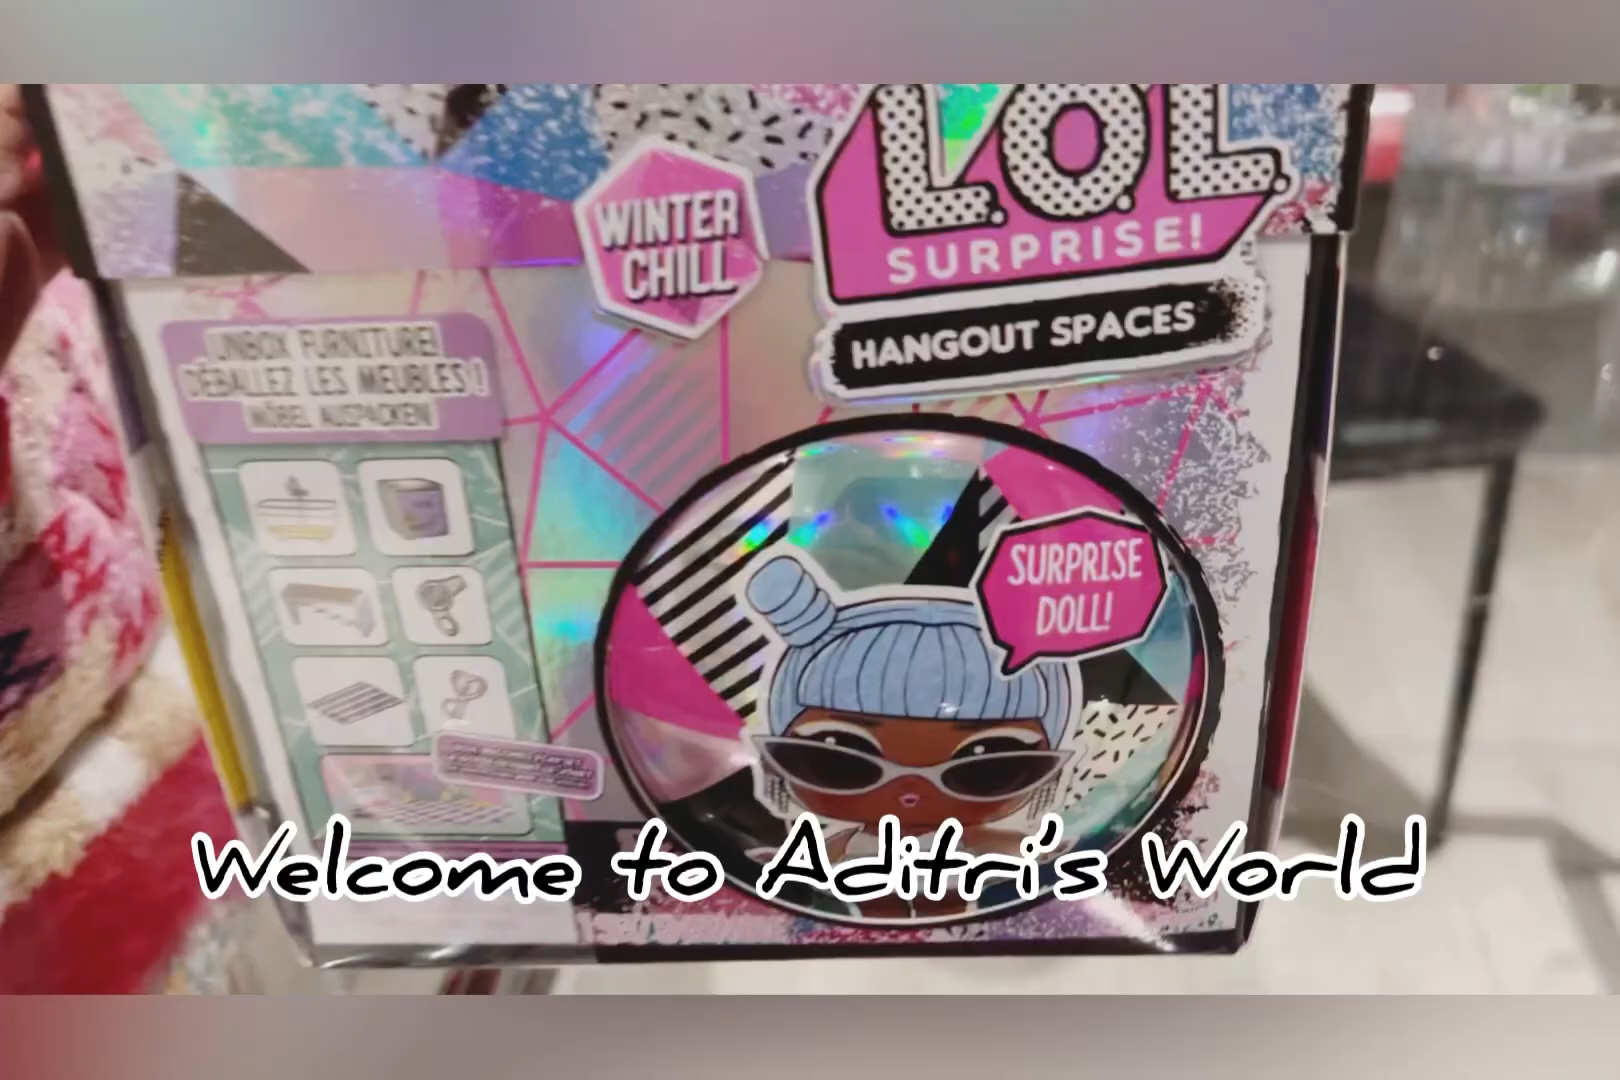 L.O.L.
SURPRISE!
HANGOUT SPACES
WINTER
CHILL
UNBOX FURNITURE!
DÉBALLEZ LES MEUBLES !
MÖBEL AUSPACKEN!
SURPRISE
DOLL!
Welcome to Aditri's World